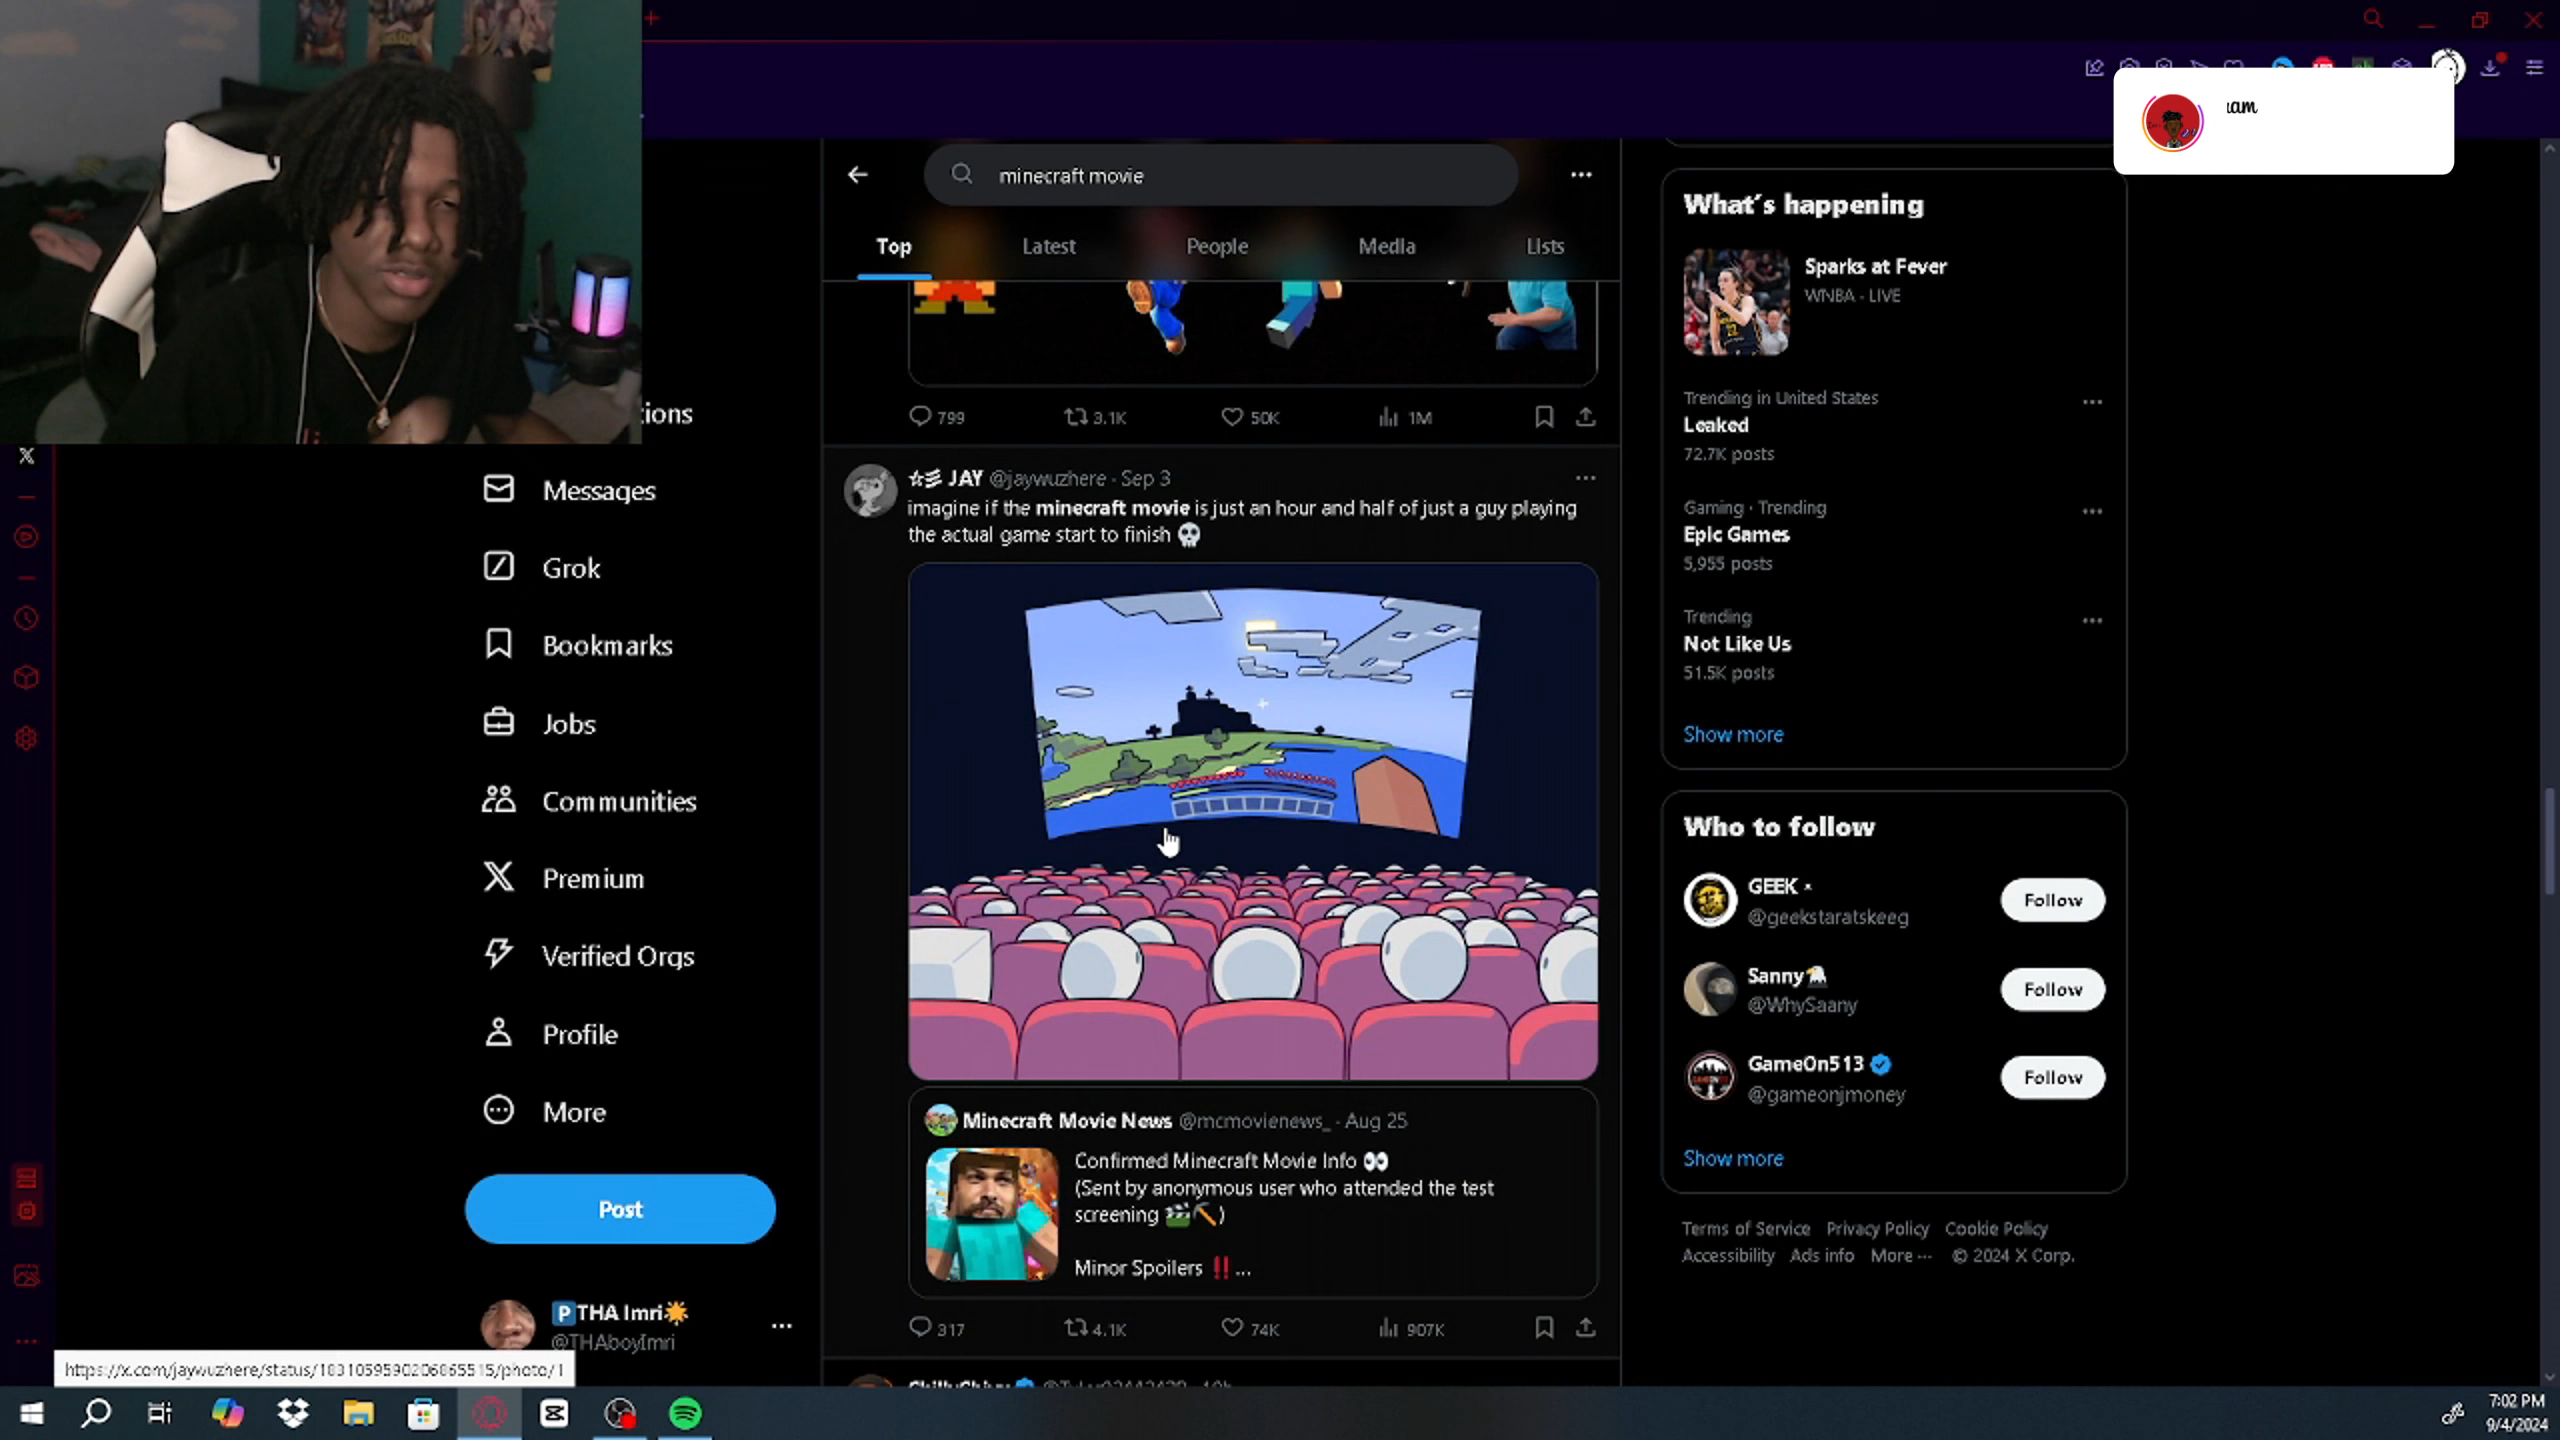 ɩam
minecraft movie
Top
Latest
People
Media
Lists
799
3.1K
50K
1M
JAY @jaywuzhere · Sep 3
imagine if the minecraft movie is just an hour and half of just a guy playing
the actual game start to finish 💀
Minecraft Movie News @mcmovienews_ · Aug 25
Confirmed Minecraft Movie Info 👀
(Sent by anonymous user who attended the test
screening 🎬⛏️)
Minor Spoilers ‼️ ...
317
4.1K
74K
907K
tions
Messages
Grok
Bookmarks
Jobs
Communities
Premium
Verified Orgs
Profile
More
Post
THA Imri
@THAboyImri
What's happening
Sparks at Fever
WNBA · LIVE
Trending in United States
Leaked
72.7K posts
Gaming · Trending
Epic Games
5,955 posts
Trending
Not Like Us
51.5K posts
Show more
Who to follow
GEEK
@geekstaratskeeg
Follow
Sanny
@WhySaany
Follow
GameOn513
@gameonjmoney
Follow
Show more
Terms of Service Privacy Policy Cookie Policy
Accessibility Ads info More ··· © 2024 X Corp.
https://x.com/jaywuzhere/status/1831059590206865515/photo/1
7:02 PM
9/4/2024